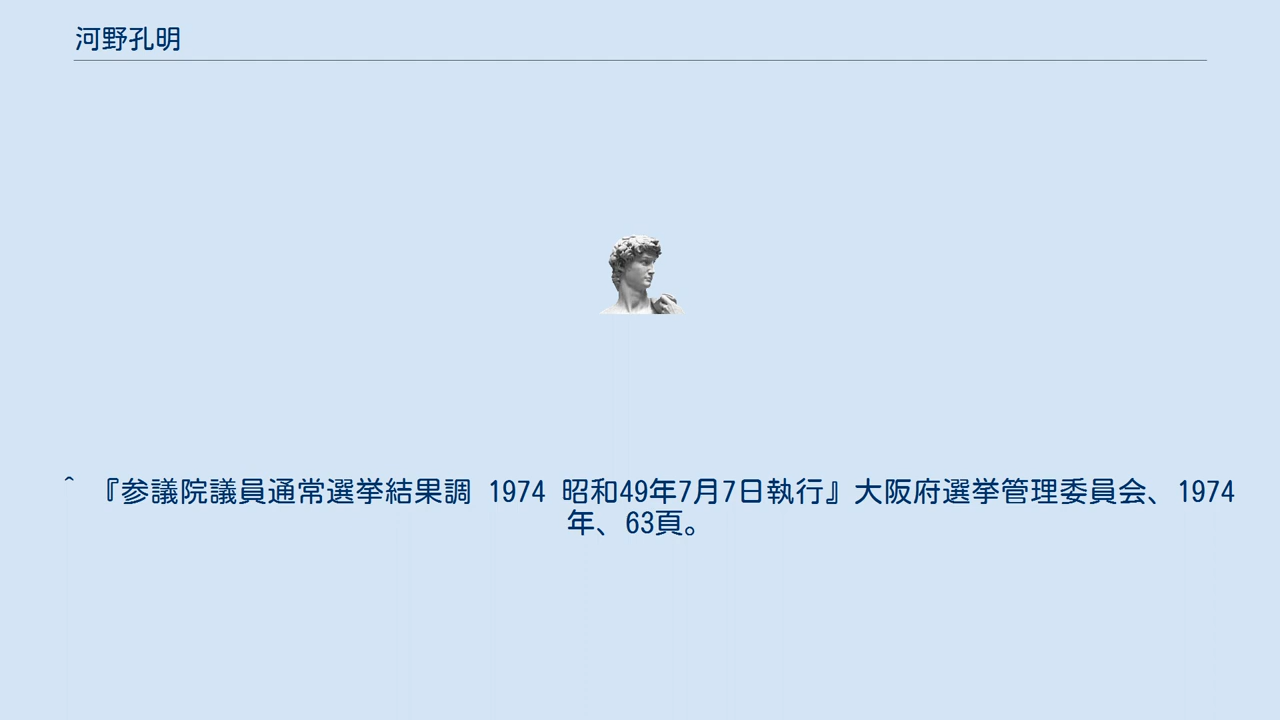 河野孔明
^ 『参議院議員通常選挙結果調 1974 昭和49年7月7日執行』大阪府選挙管理委員会、1974
年、63頁。